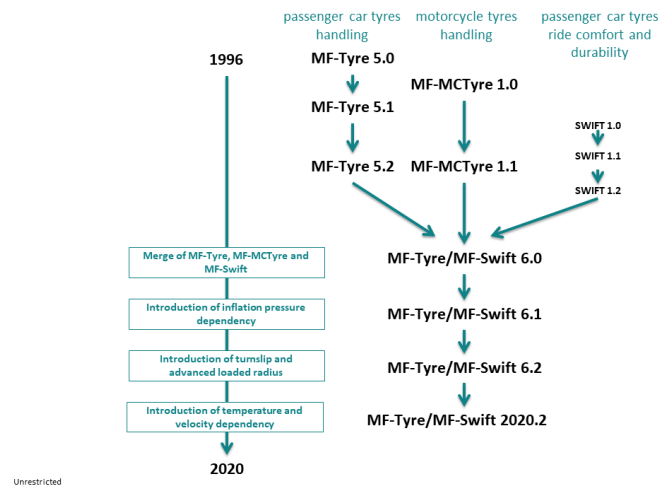 passenger car tyres
handling
motorcycle tyres
handling
passenger car tyres
ride comfort and
durability
1996
MF-Tyre 5.0
MF-MCTyre 1.0
MF-Tyre 5.1
SWIFT 1.0
SWIFT 1.1
MF-Tyre 5.2
MF-MCTyre 1.1
SWIFT 1.2
Merge of MF-Tyre, MF-MCTyre and
MF-Swift
MF-Tyre/MF-Swift 6.0
Introduction of inflation pressure
dependency
MF-Tyre/MF-Swift 6.1
Introduction of turnslip and
advanced loaded radius
MF-Tyre/MF-Swift 6.2
Introduction of temperature and
velocity dependency
MF-Tyre/MF-Swift 2020.2
2020
Unrestricted